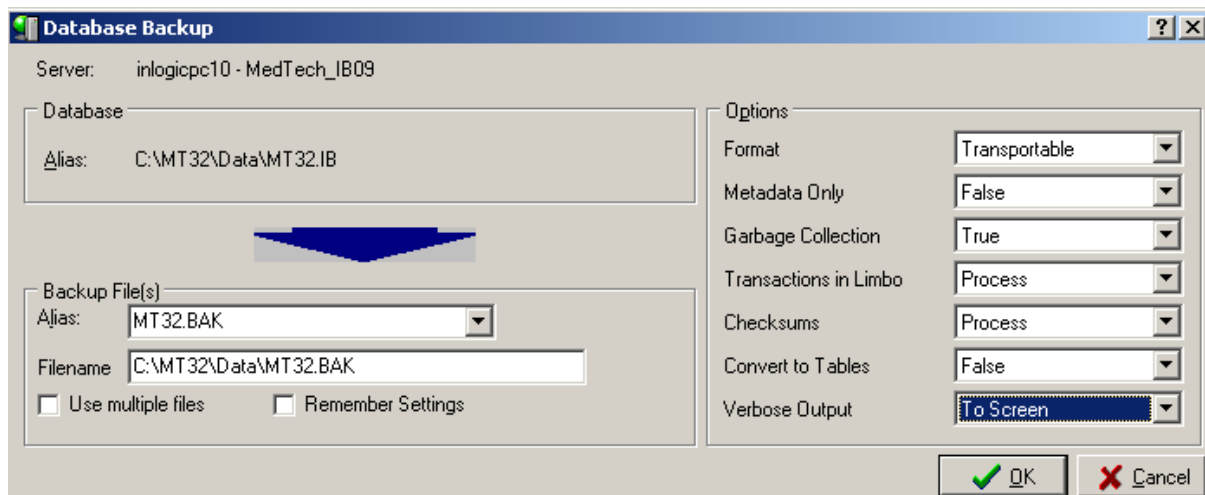 Database Backup
Server: inlogicpc10 - MedTech_IB09
Database
Alias: C:\MT32\Data\MT32.IB
Backup File(s)
Alias: MT32.BAK
Filename C:\MT32\Data\MT32.BAK
Use multiple files Remember Settings
Options
Format Transportable
Metadata Only False
Garbage Collection True
Transactions in Limbo Process
Checksums Process
Convert to Tables False
Verbose Output To Screen
OK Cancel